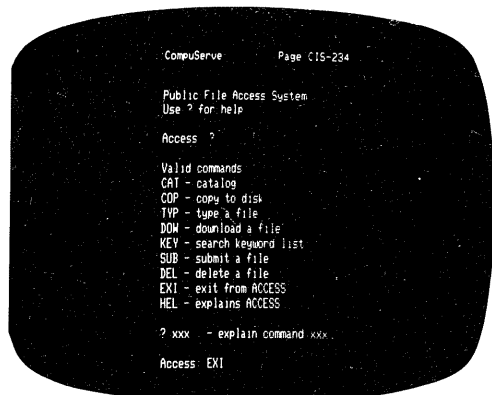 CompuServe Page CIS-234
Public File Access System
Use ? for help
Access ?
Valid commands
CAT - catalog
COP - copy to disk
TYP - type a file
DOW - download a file
KEY - search keyword list
SUB - submit a file
DEL - delete a file
EXI - exit from ACCESS
HEL - explains ACCESS
? xxx - explain command xxx
Access: EXI